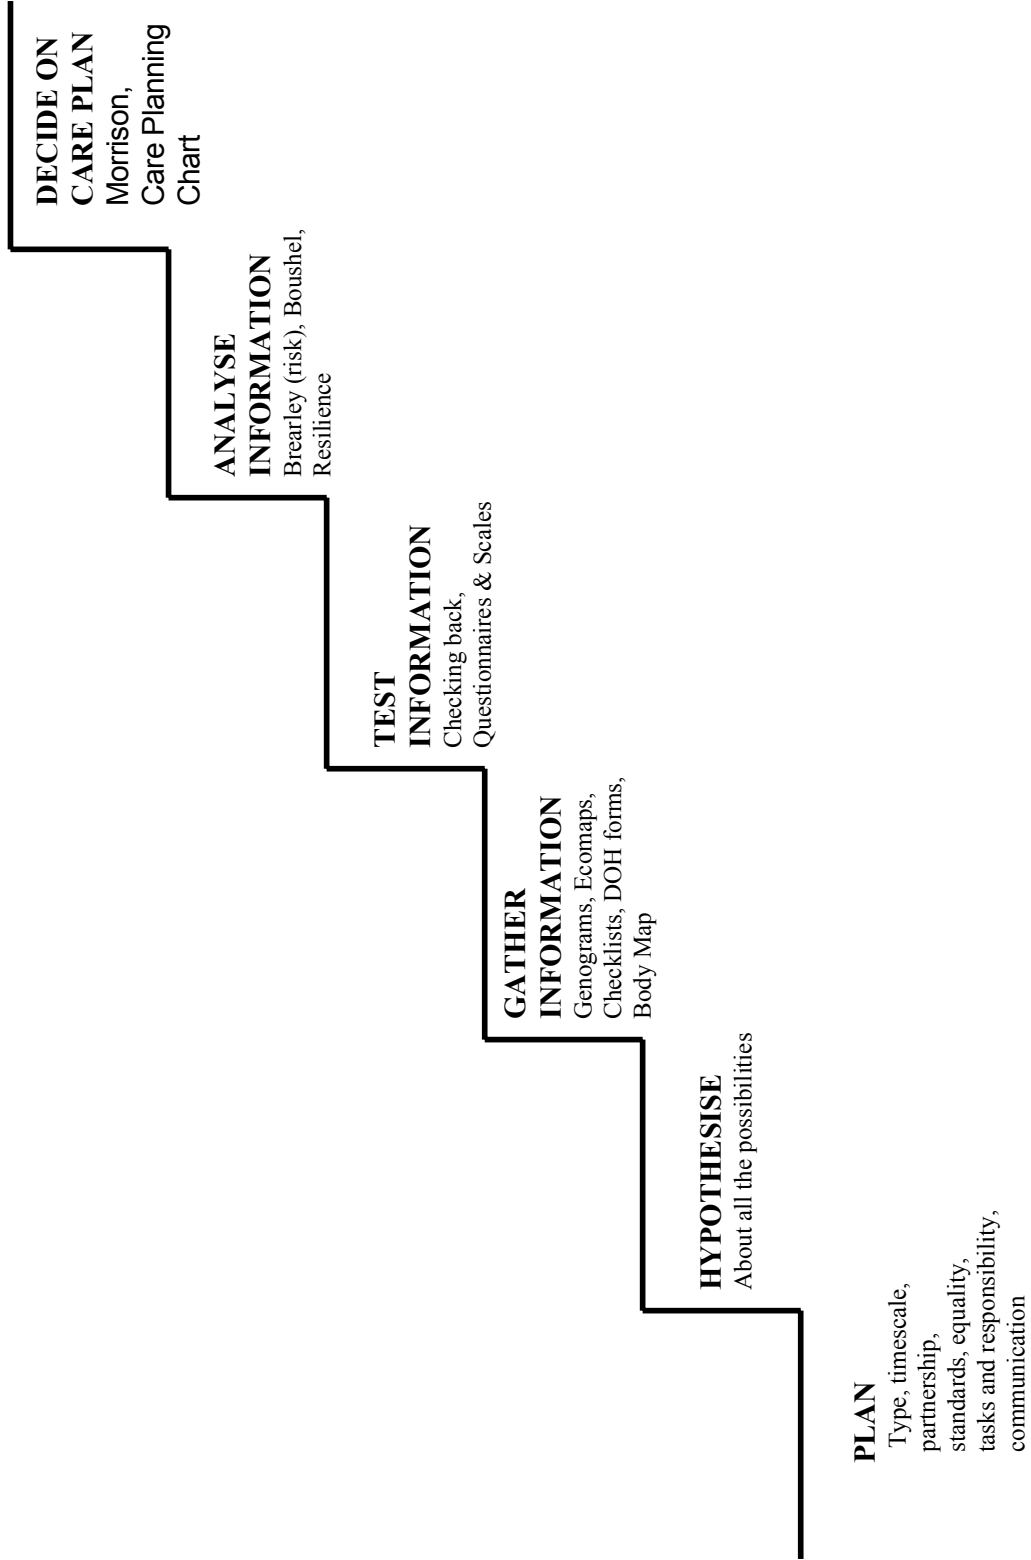 PLAN
Type, timescale,
partnership,
standards, equality,
tasks and responsibility,
communication
HYPOTHESISE
About all the possibilities
GATHER
INFORMATION
Genograms, Ecomaps,
Checklists, DOH forms,
Body Map
TEST
INFORMATION
Checking back,
Questionnaires & Scales
ANALYSE
INFORMATION
Brearley (risk), Boushel,
Resilience
DECIDE ON
CARE PLAN
Morrison,
Care Planning
Chart